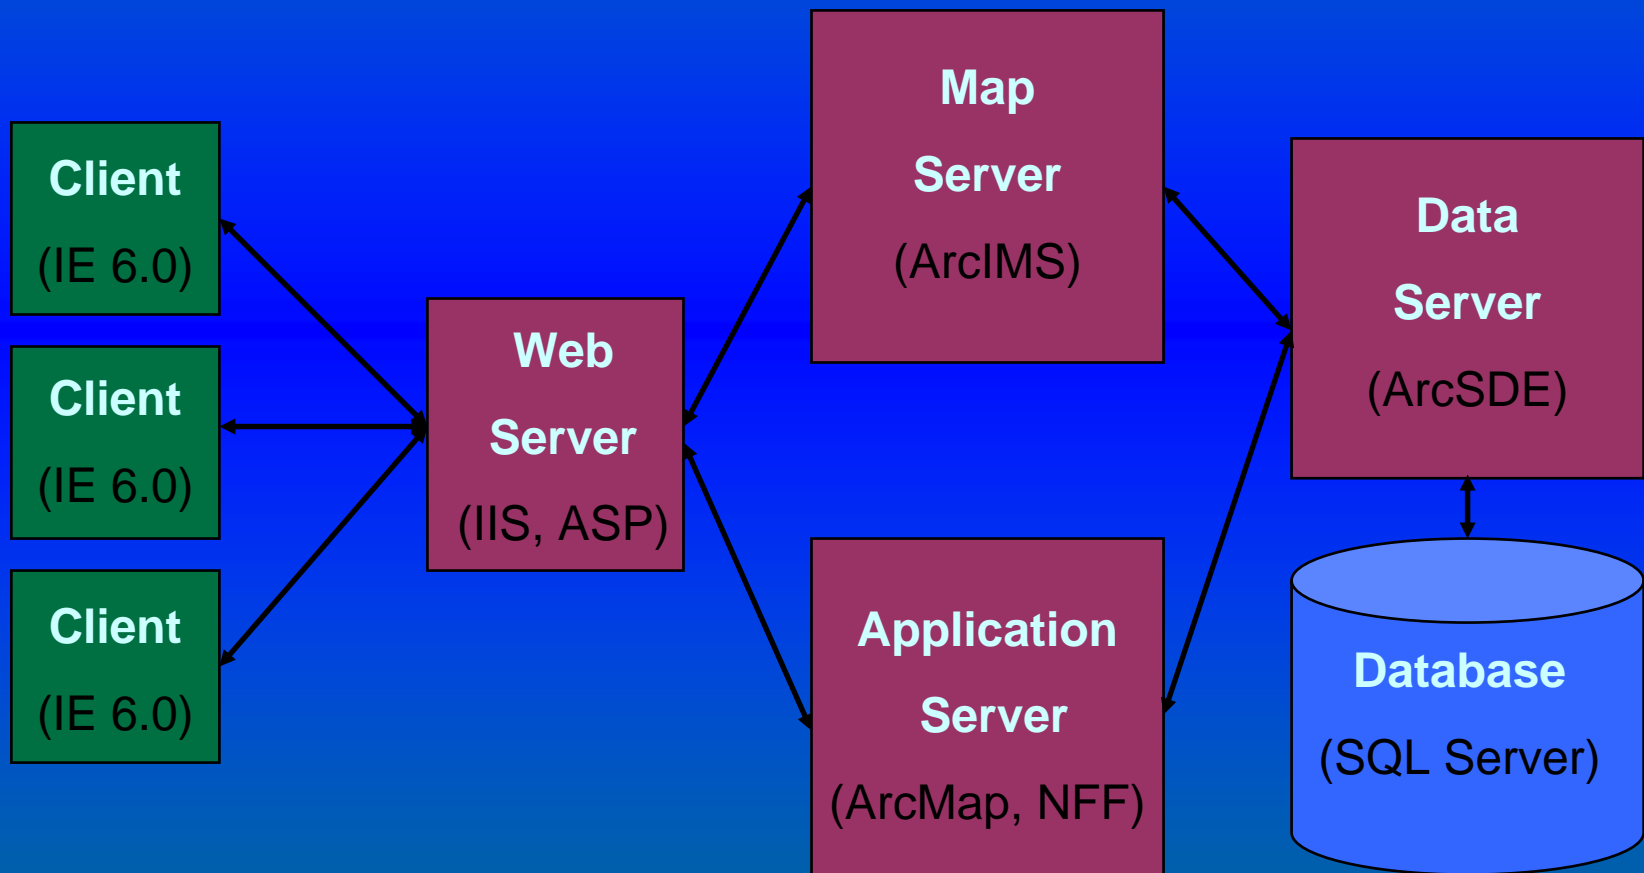 Client
(IE 6.0)
Client
(IE 6.0)
Client
(IE 6.0)
Web
Server
(IIS, ASP)
Map
Server
(ArcIMS)
Application
Server
(ArcMap, NFF)
Data
Server
(ArcSDE)
Database
(SQL Server)